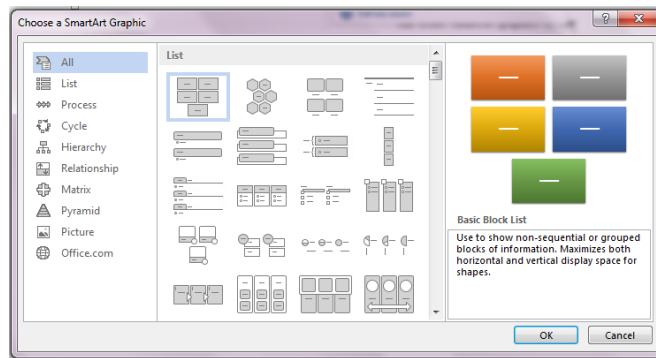 Choose a SmartArt Graphic
All
List
Process
Cycle
Hierarchy
Relationship
Matrix
Pyramid
Picture
Office.com
List
Basic Block List
Use to show non-sequential or grouped
blocks of information. Maximizes both
horizontal and vertical display space for
shapes.
OK
Cancel